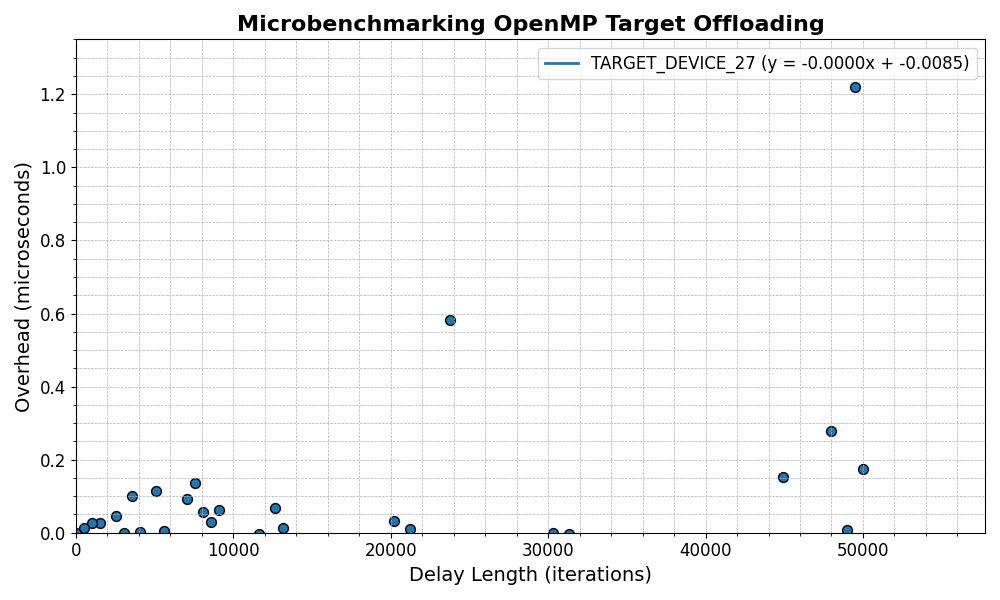 Microbenchmarking OpenMP Target Offloading
TARGET_DEVICE_27 (y = -0.0000x + -0.0085)
Overhead (microseconds)
1.2
1.0
0.8
0.6
0.4
0.2
0.0
0 10000 20000 30000 40000 50000
Delay Length (iterations)